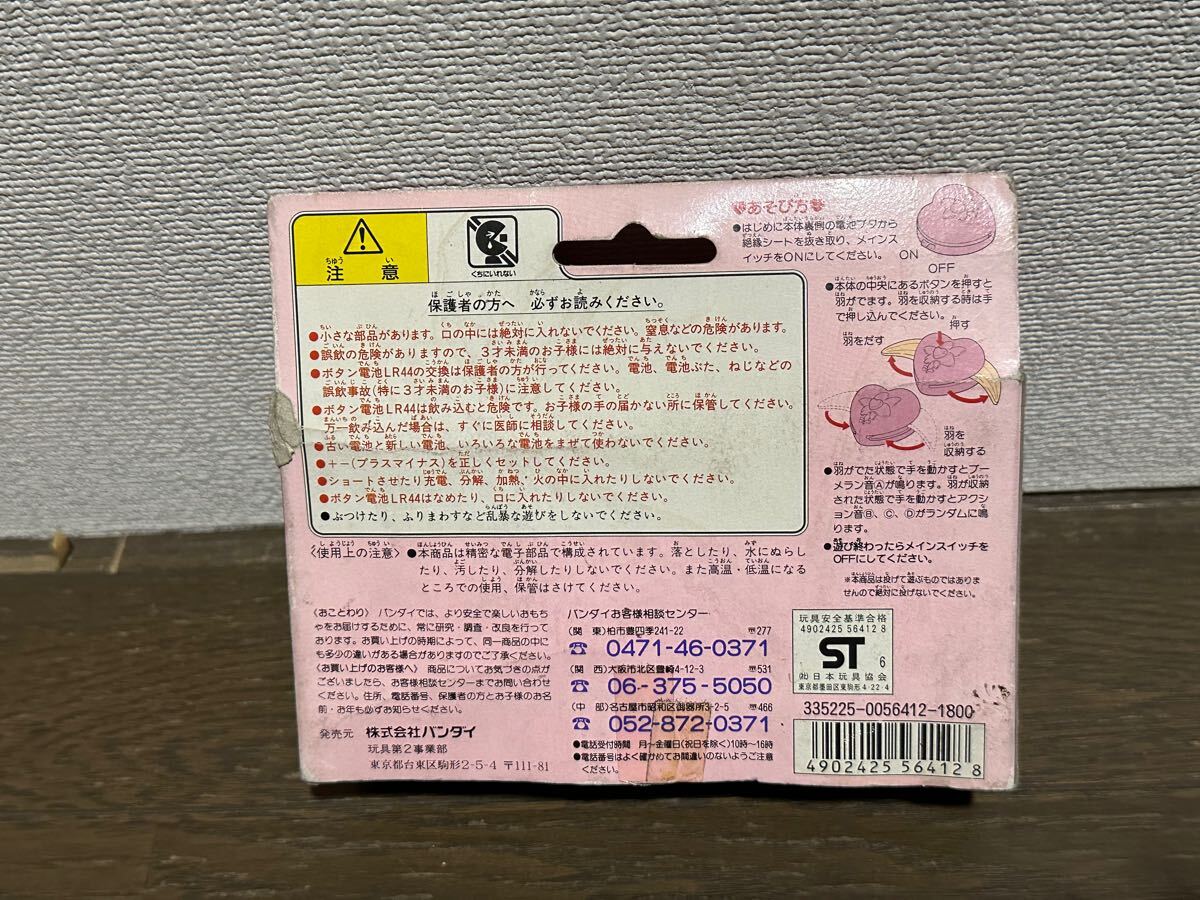 注意
くちにいれない
保護者の方へ 必ずお読みください。
●小さな部品があります。口の中には絶対に入れないでください。窒息などの危険があります。
●誤飲の危険がありますので、3才未満のお子様には絶対に与えないでください。
●ボタン電池LR44の交換は保護者の方が行ってください。電池、電池ぶた、ねじなどの
誤飲事故(特に3才未満のお子様)に注意してください。
●ボタン電池LR44は飲み込むと危険です。お子様の手の届かない所に保管してください。
万一飲み込んだ場合は、すぐに医師に相談してください。
●古い電池と新しい電池、いろいろな電池をまぜて使わないでください。
●+-(プラスマイナス)を正しくセットしてください。
●ショートさせたり充電、分解、加熱、火の中に入れたりしないでください。
●ボタン電池LR44はなめたり、口に入れたりしないでください。
●ぶつけたり、ふりまわすなど乱暴な遊びをしないでください。
〈使用上の注意〉●本商品は精密な電子部品で構成されています。落としたり、水にぬらし
たり、汚したり、分解したりしないでください。また高温・低温になる
ところでの使用、保管はさけてください。
〈おことわり〉バンダイでは、より安全で楽しいおもち
ゃをお届けするために、常に研究・調査・改良を行って
おります。お買い上げの時期によって、同一商品の中に
も多少の違いがある場合がありますのでご了承ください。
〈お買い上げのお客様へ〉商品についてお気づきの点が
ございましたら、お客様相談センターまでお問い合わせ
ください。住所、電話番号、保護者の方とお子様のお名
前・お年も必ずお知らせください。
発売元 株式会社バンダイ
玩具第2事業部
東京都台東区駒形2-5-4 〒111-81
バンダイお客様相談センター
(関 東)柏市豊四季241-22 〒277
☎ 0471-46-0371
(関 西)大阪市北区豊崎4-12-3 〒531
☎ 06-375-5050
(中 部)名古屋市昭和区御器所3-2-5 〒466
☎ 052-872-0371
●電話受付時間 月~金曜日(祝日を除く)10時~16時
●電話番号はよく確かめてお間違いのないようご注意
ください。
あそび方
●はじめに本体裏側の電池ブタから
絶縁シートを抜き取り、メインス
イッチをONにしてください。
ON
OFF
●本体の中央にあるボタンを押すと
羽がでます。羽を収納する時は手
で押し込んでください。
押す
羽をだす
羽を
収納する
●羽がでた状態で手を動かすとブー
メラン音Ⓐが鳴ります。羽が収納
された状態で手を動かすとアクシ
ョン音Ⓑ、Ⓒ、Ⓓがランダムに鳴
ります。
●遊び終わったらメインスイッチを
OFFにしてください。
※本商品は投げて遊ぶものではありま
せんので絶対に投げないでください。
玩具安全基準合格
4902425 56412 8
ST 6
(社)日本玩具協会
東京都墨田区東駒形4-22-4
335225-0056412-1800
4902425 564128